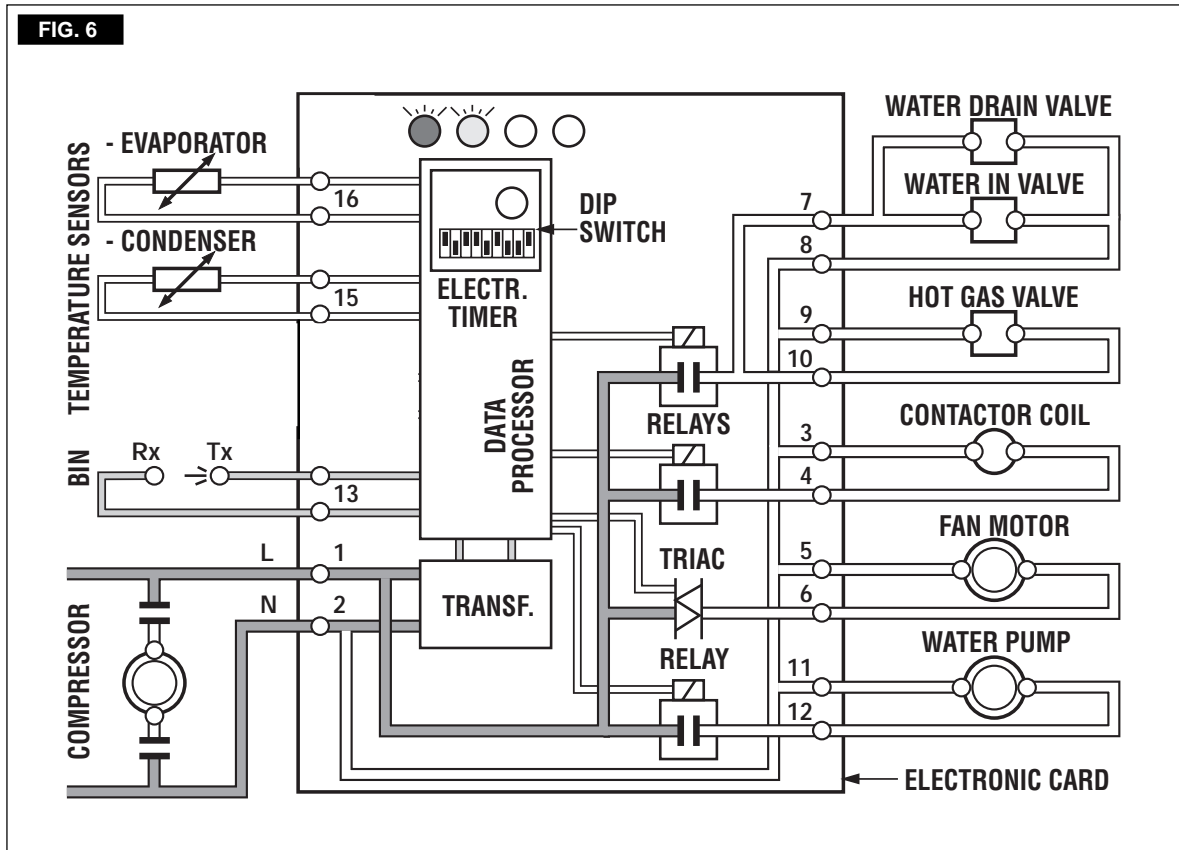 FIG. 6
TEMPERATURE SENSORS
- EVAPORATOR
16
- CONDENSER
15
BIN
Rx
Tx
13
L
1
N
2
COMPRESSOR
DIP
SWITCH
ELECTR.
TIMER
DATA
PROCESSOR
TRANSF.
RELAYS
TRIAC
RELAY
WATER DRAIN VALVE
WATER IN VALVE
7
8
HOT GAS VALVE
9
10
CONTACTOR COIL
3
4
FAN MOTOR
5
6
WATER PUMP
11
12
ELECTRONIC CARD